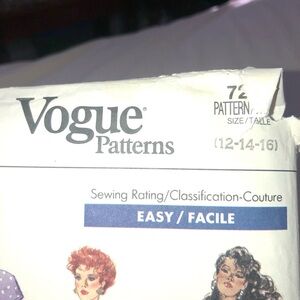 Vogue®
Patterns
72
PATTERN/
SIZE/TAILLE
(12-14-16)
Sewing Rating/Classification-Couture
EASY / FACILE